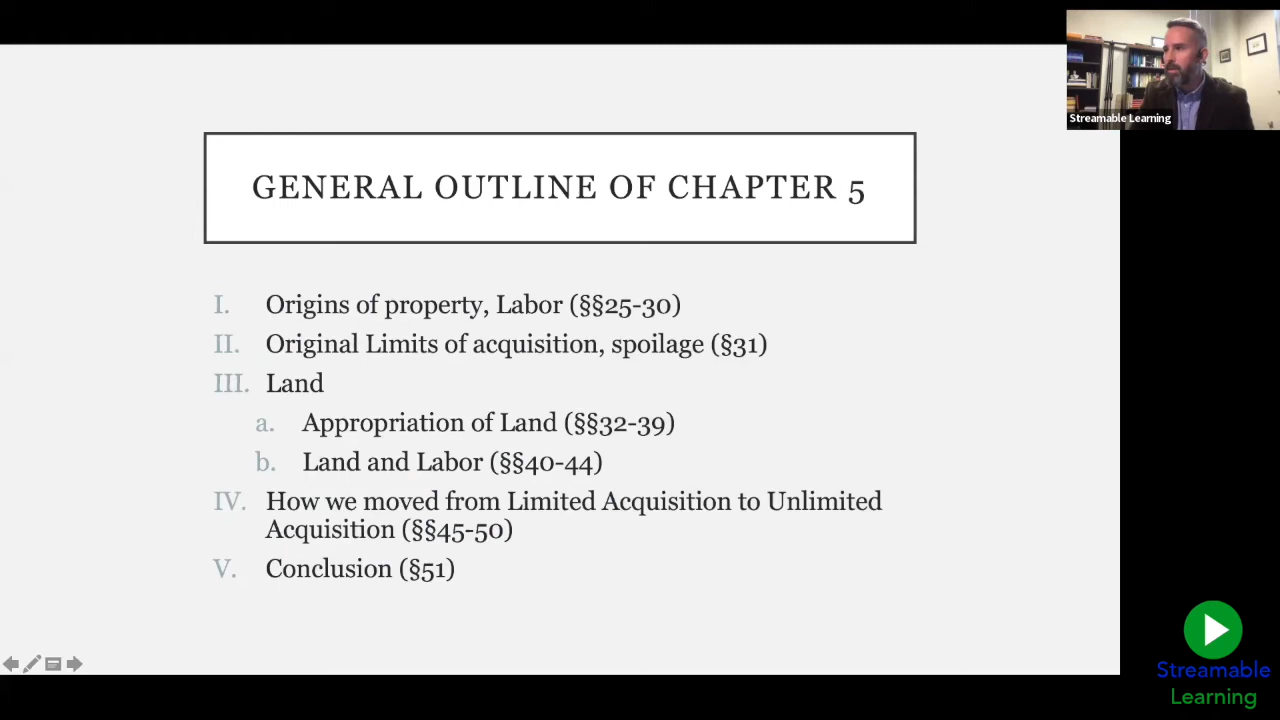 Streamable Learning
GENERAL OUTLINE OF CHAPTER 5
I. Origins of property, Labor (§§25-30)
II. Original Limits of acquisition, spoilage (§31)
III. Land
a. Appropriation of Land (§§32-39)
b. Land and Labor (§§40-44)
IV. How we moved from Limited Acquisition to Unlimited
Acquisition (§§45-50)
V. Conclusion (§51)
Streamable
Learning